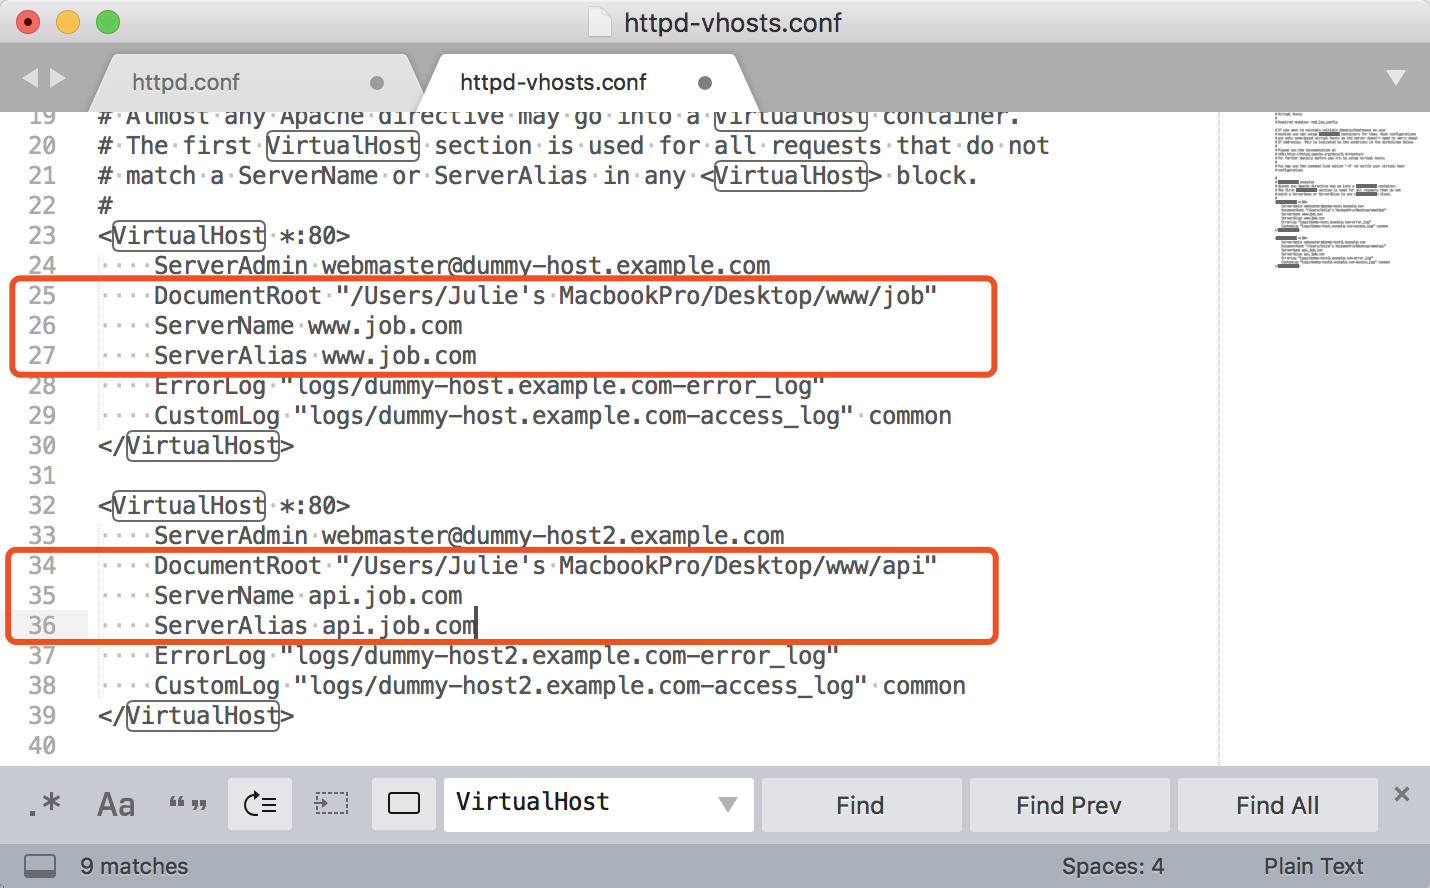 httpd-vhosts.conf
httpd.conf
httpd-vhosts.conf
19 # Almost any Apache directive may go into a VirtualHost container.
20 # The first VirtualHost section is used for all requests that do not
21 # match a ServerName or ServerAlias in any <VirtualHost> block.
22 #
23 <VirtualHost *:80>
24     ServerAdmin webmaster@dummy-host.example.com
25     DocumentRoot "/Users/Julie's MacbookPro/Desktop/www/job"
26     ServerName www.job.com
27     ServerAlias www.job.com
28     ErrorLog "logs/dummy-host.example.com-error_log"
29     CustomLog "logs/dummy-host.example.com-access_log" common
30 </VirtualHost>
31
32 <VirtualHost *:80>
33     ServerAdmin webmaster@dummy-host2.example.com
34     DocumentRoot "/Users/Julie's MacbookPro/Desktop/www/api"
35     ServerName api.job.com
36     ServerAlias api.job.com
37     ErrorLog "logs/dummy-host2.example.com-error_log"
38     CustomLog "logs/dummy-host2.example.com-access_log" common
39 </VirtualHost>
40
.* Aa “” VirtualHost Find Find Prev Find All ×
9 matches Spaces: 4 Plain Text